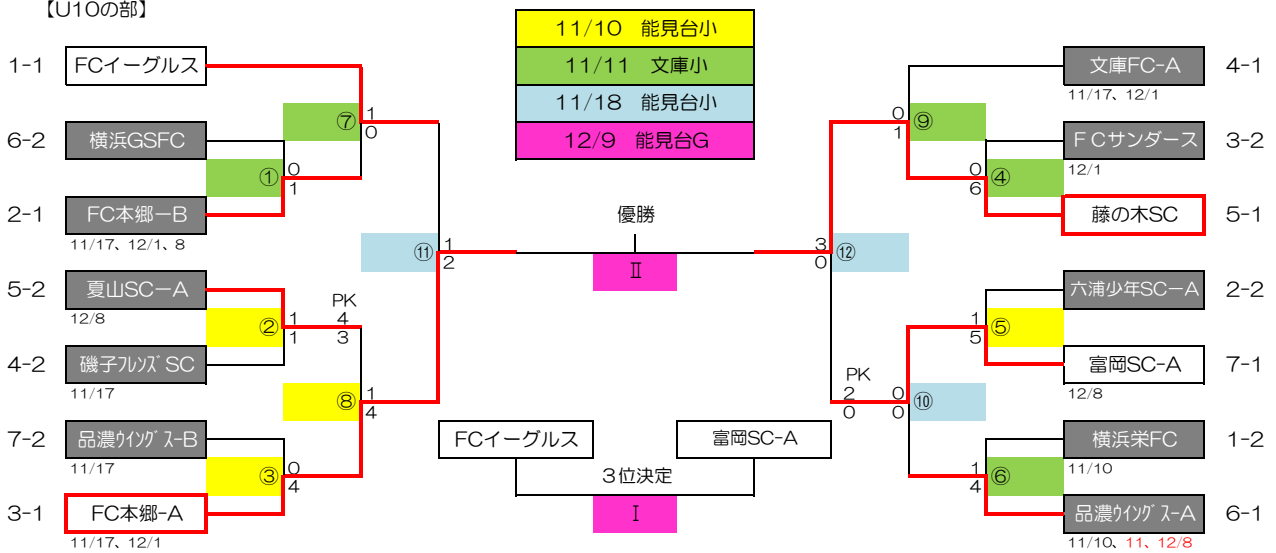 【U10の部】
11/10 能見台小
11/11 文庫小
11/18 能見台小
12/9 能見台G
1-1 FCイーグルス
6-2 横浜GSFC
2-1 FC本郷ーB
11/17、12/1、8
5-2 夏山SCーA
12/8
4-2 磯子フレンズSC
11/17
7-2 品濃ウイングス-B
11/17
3-1 FC本郷-A
11/17、12/1
⑦ 1
0
① 0
1
② 1
1
PK
4
3
⑧ 1
4
③ 0
4
⑪ 1
2
優勝
Ⅱ
FCイーグルス
富岡SC-A
3位決定
Ⅰ
3 ⑫
0
0 ⑨
1
0 ④
6
1 ⑤
5
PK
2
0
0 ⑩
0
1 ⑥
4
文庫FC-A 4-1
11/17、12/1
FCサンダース 3-2
12/1
藤の木SC 5-1
六浦少年SCーA 2-2
富岡SC-A 7-1
12/8
横浜栄FC 1-2
11/10
品濃ウイングス-A 6-1
11/10、11、12/8